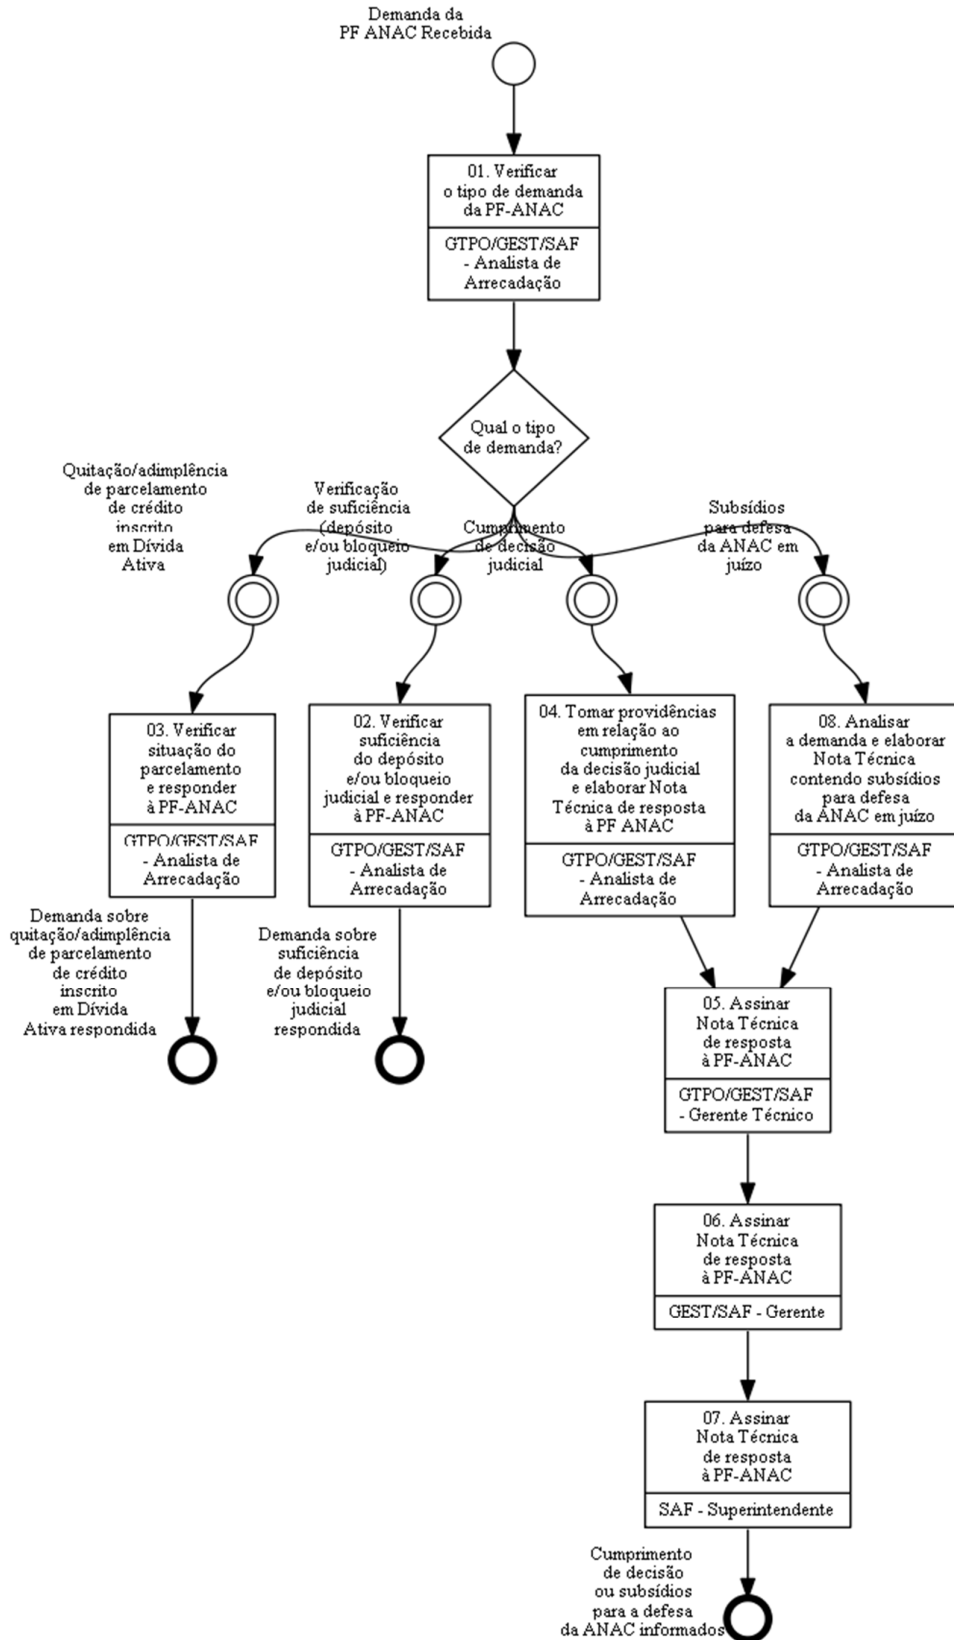 Demanda da
PF ANAC Recebida
01. Verificar
o tipo de demanda
da PF-ANAC
GTPO/GEST/SAF
- Analista de
Arrecadação
Qual o tipo
de demanda?
Quitação/adimplência
de parcelamento
de crédito
inscrito
em Dívida
Ativa
Verificação
de suficiência
(depósito
e/ou bloqueio
judicial)
Cumprimento
de decisão
judicial
Subsídios
para defesa
da ANAC em
juízo
03. Verificar
situação do
parcelamento
e responder
à PF-ANAC
GTPO/GEST/SAF
- Analista de
Arrecadação
02. Verificar
suficiência
do depósito
e/ou bloqueio
judicial e responder
à PF-ANAC
GTPO/GEST/SAF
- Analista de
Arrecadação
04. Tomar providências
em relação ao
cumprimento
da decisão judicial
e elaborar Nota
Técnica de resposta
à PF ANAC
GTPO/GEST/SAF
- Analista de
Arrecadação
08. Analisar
a demanda e elaborar
Nota Técnica
contendo subsídios
para defesa
da ANAC em juízo
GTPO/GEST/SAF
- Analista de
Arrecadação
Demanda sobre
quitação/adimplência
de parcelamento
de crédito
inscrito
em Dívida
Ativa respondida
Demanda sobre
suficiência
de depósito
e/ou bloqueio
judicial
respondida
05. Assinar
Nota Técnica
de resposta
à PF-ANAC
GTPO/GEST/SAF
- Gerente Técnico
06. Assinar
Nota Técnica
de resposta
à PF-ANAC
GEST/SAF - Gerente
07. Assinar
Nota Técnica
de resposta
à PF-ANAC
SAF - Superintendente
Cumprimento
de decisão
ou subsídios
para a defesa
da ANAC informados